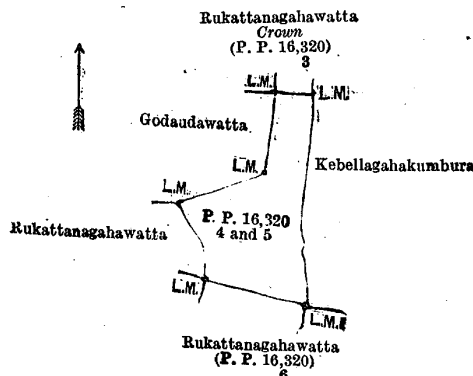 Rukattanagahawatta
Crown
(P. P. 16,320)
3
L.M. L.M.
Godaudawatta
Kebellagahakumbura
L.M.
L.M.
P. P. 16,320
4 and 5
Rukattanagahawatta
L.M.
L.M.
Rukattanagahawatta
(P. P. 16,320)
6